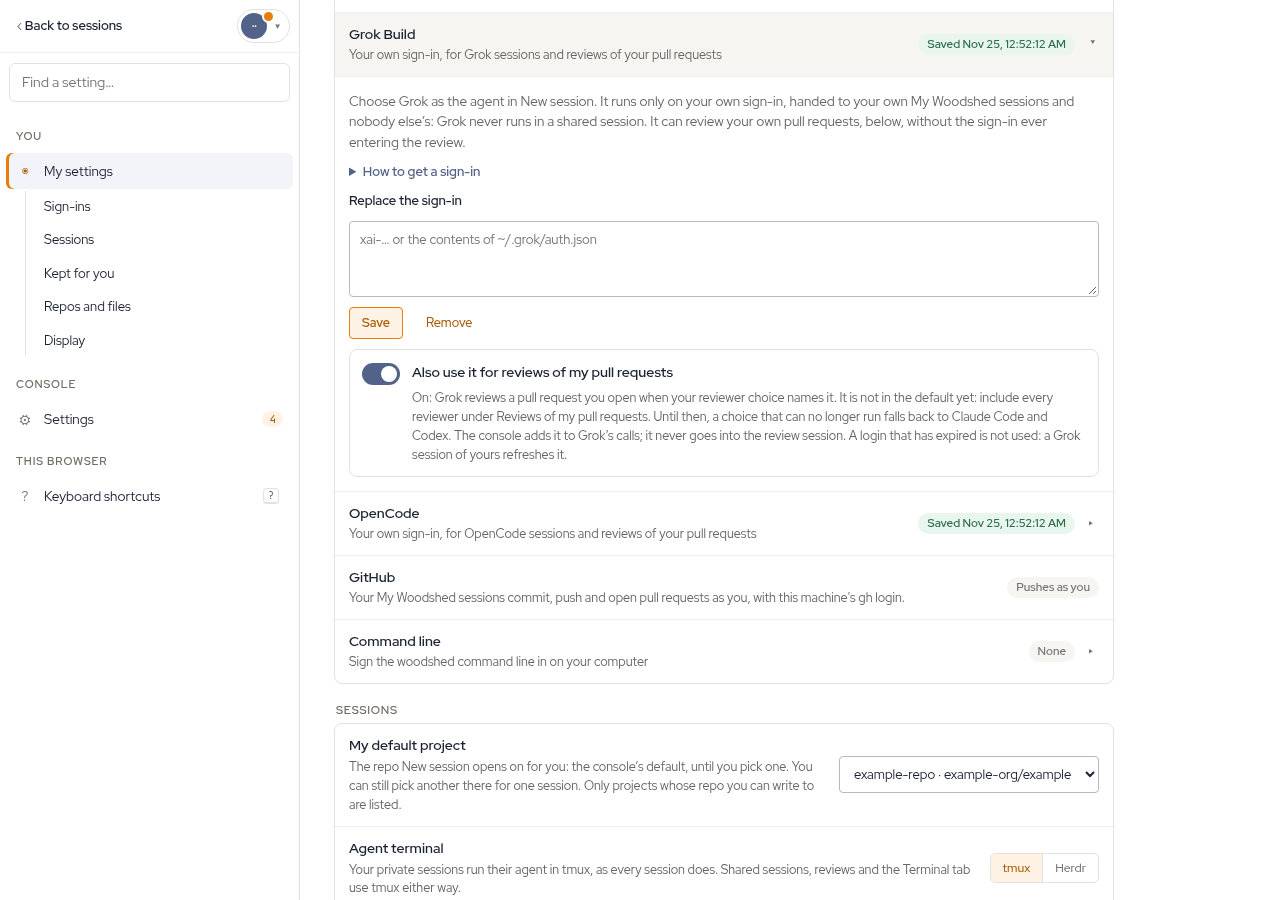 ‹ Back to sessions
Find a setting...
YOU
My settings
Sign-ins
Sessions
Kept for you
Repos and files
Display
CONSOLE
Settings
4
THIS BROWSER
? Keyboard shortcuts
?
Grok Build
Your own sign-in, for Grok sessions and reviews of your pull requests
Saved Nov 25, 12:52:12 AM
Choose Grok as the agent in New session. It runs only on your own sign-in, handed to your own My Woodshed sessions and
nobody else's: Grok never runs in a shared session. It can review your own pull requests, below, without the sign-in ever
entering the review.
How to get a sign-in
Replace the sign-in
xai-... or the contents of ~/.grok/auth.json
Save
Remove
Also use it for reviews of my pull requests
On: Grok reviews a pull request you open when your reviewer choice names it. It is not in the default yet: include every
reviewer under Reviews of my pull requests. Until then, a choice that can no longer run falls back to Claude Code and
Codex. The console adds it to Grok's calls; it never goes into the review session. A login that has expired is not used: a Grok
session of yours refreshes it.
OpenCode
Your own sign-in, for OpenCode sessions and reviews of your pull requests
Saved Nov 25, 12:52:12 AM
GitHub
Your My Woodshed sessions commit, push and open pull requests as you, with this machine's gh login.
Pushes as you
Command line
Sign the woodshed command line in on your computer
None
SESSIONS
My default project
The repo New session opens on for you: the console's default, until you pick one. You
can still pick another there for one session. Only projects whose repo you can write to
are listed.
example-repo · example-org/example
Agent terminal
Your private sessions run their agent in tmux, as every session does. Shared sessions, reviews and the Terminal tab
use tmux either way.
tmux
Herdr